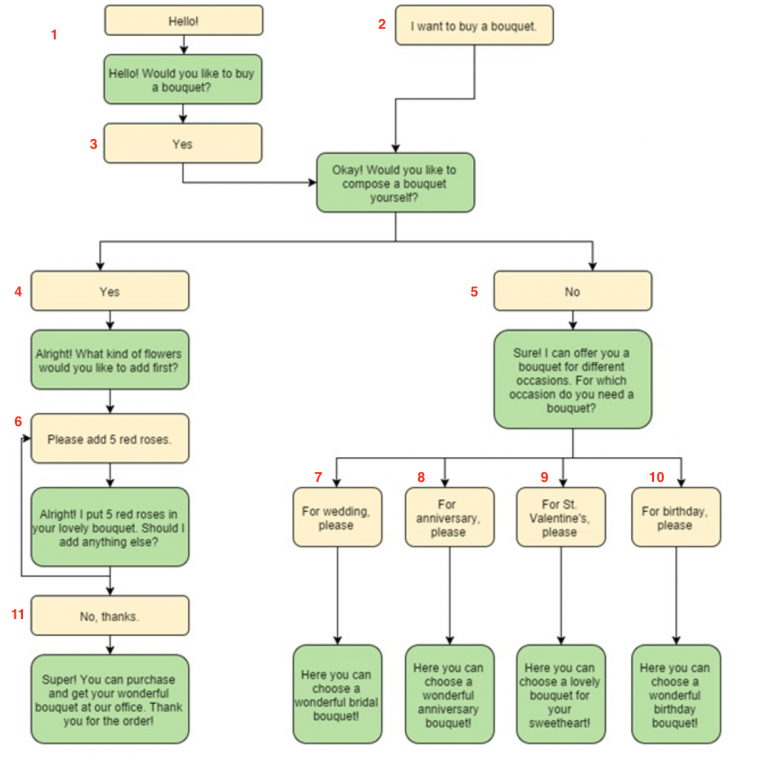 1
Hello!
2
I want to buy a bouquet.
Hello! Would you like to buy
a bouquet?
3
Yes
Okay! Would you like to
compose a bouquet
yourself?
4
Yes
5
No
Alright! What kind of flowers
would you like to add first?
Sure! I can offer you a
bouquet for different
occasions. For which
occasion do you need a
bouquet?
6
Please add 5 red roses.
7
For wedding,
please
8
For
anniversary,
please
9
For St.
Valentine's,
please
10
For birthday,
please
Alright! I put 5 red roses in
your lovely bouquet. Should I
add anything else?
11
No, thanks.
Super! You can purchase
and get your wonderful
bouquet at our office. Thank
you for the order!
Here you can
choose a
wonderful bridal
bouquet!
Here you can
choose a
wonderful
anniversary
bouquet!
Here you can
choose a lovely
bouquet for
your
sweetheart!
Here you can
choose a
wonderful
birthday
bouquet!